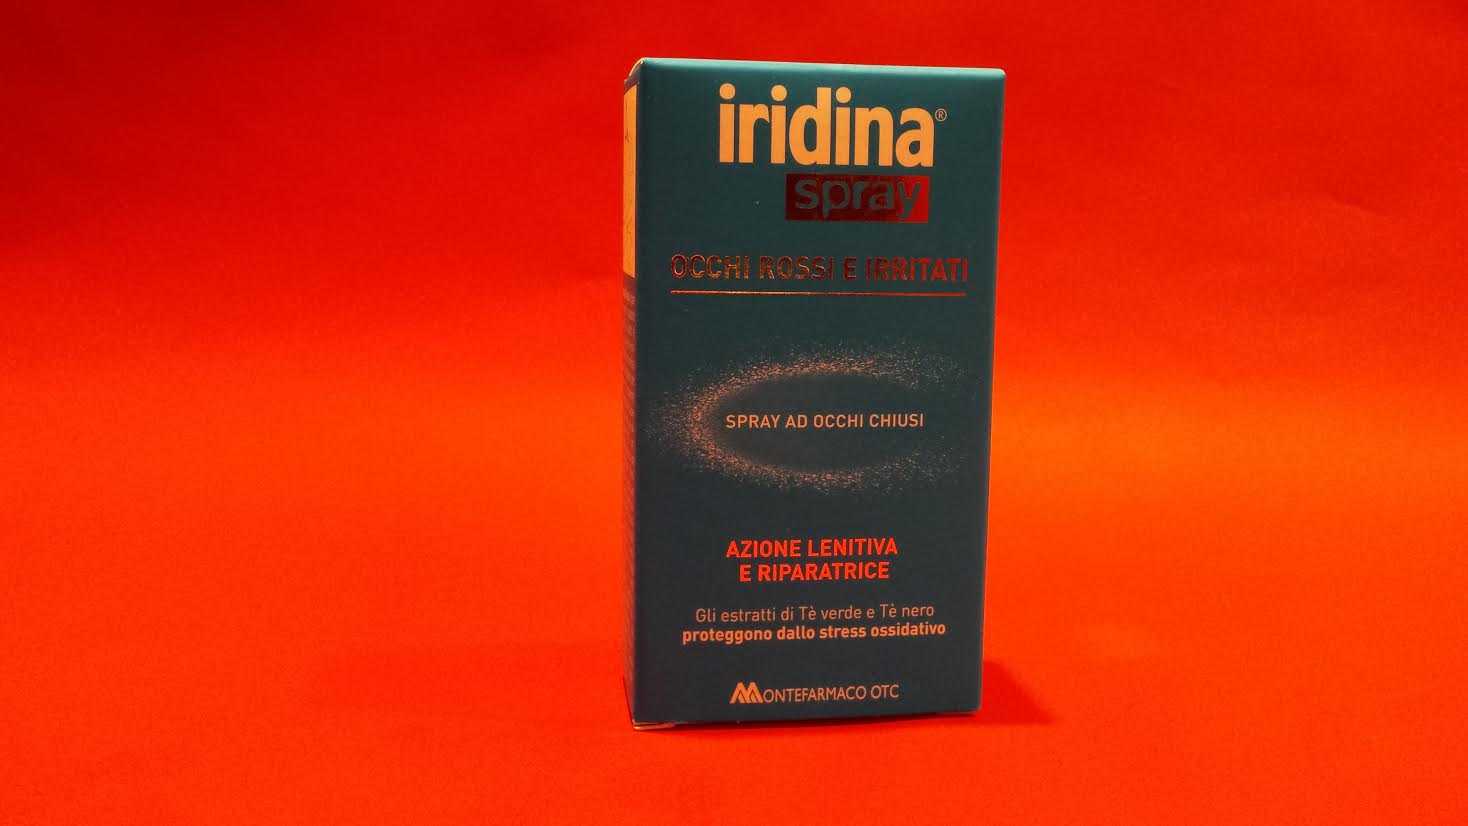 iridina®
spray
OCCHI ROSSI E IRRITATI
SPRAY AD OCCHI CHIUSI
AZIONE LENITIVA
E RIPARATRICE
Gli estratti di Tè verde e Tè nero
proteggono dallo stress ossidativo
MONTEFARMACO OTC